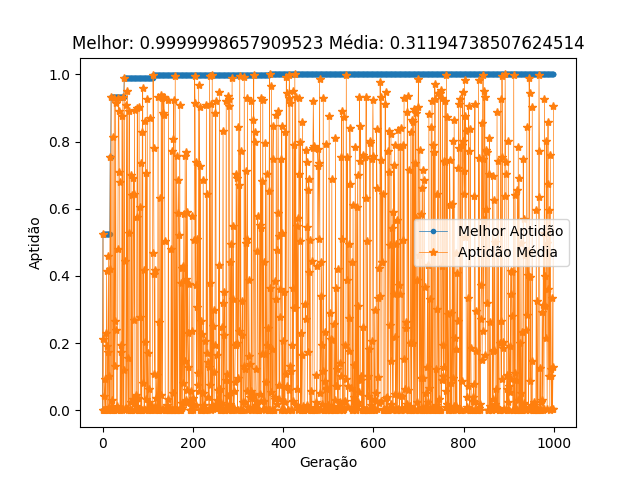 Melhor: 0.9999998657909523 Média: 0.31194738507624514
1.0
0.8
0.6
0.4
0.2
0.0
Aptidão
Melhor Aptidão
Aptidão Média
0 200 400 600 800 1000
Geração